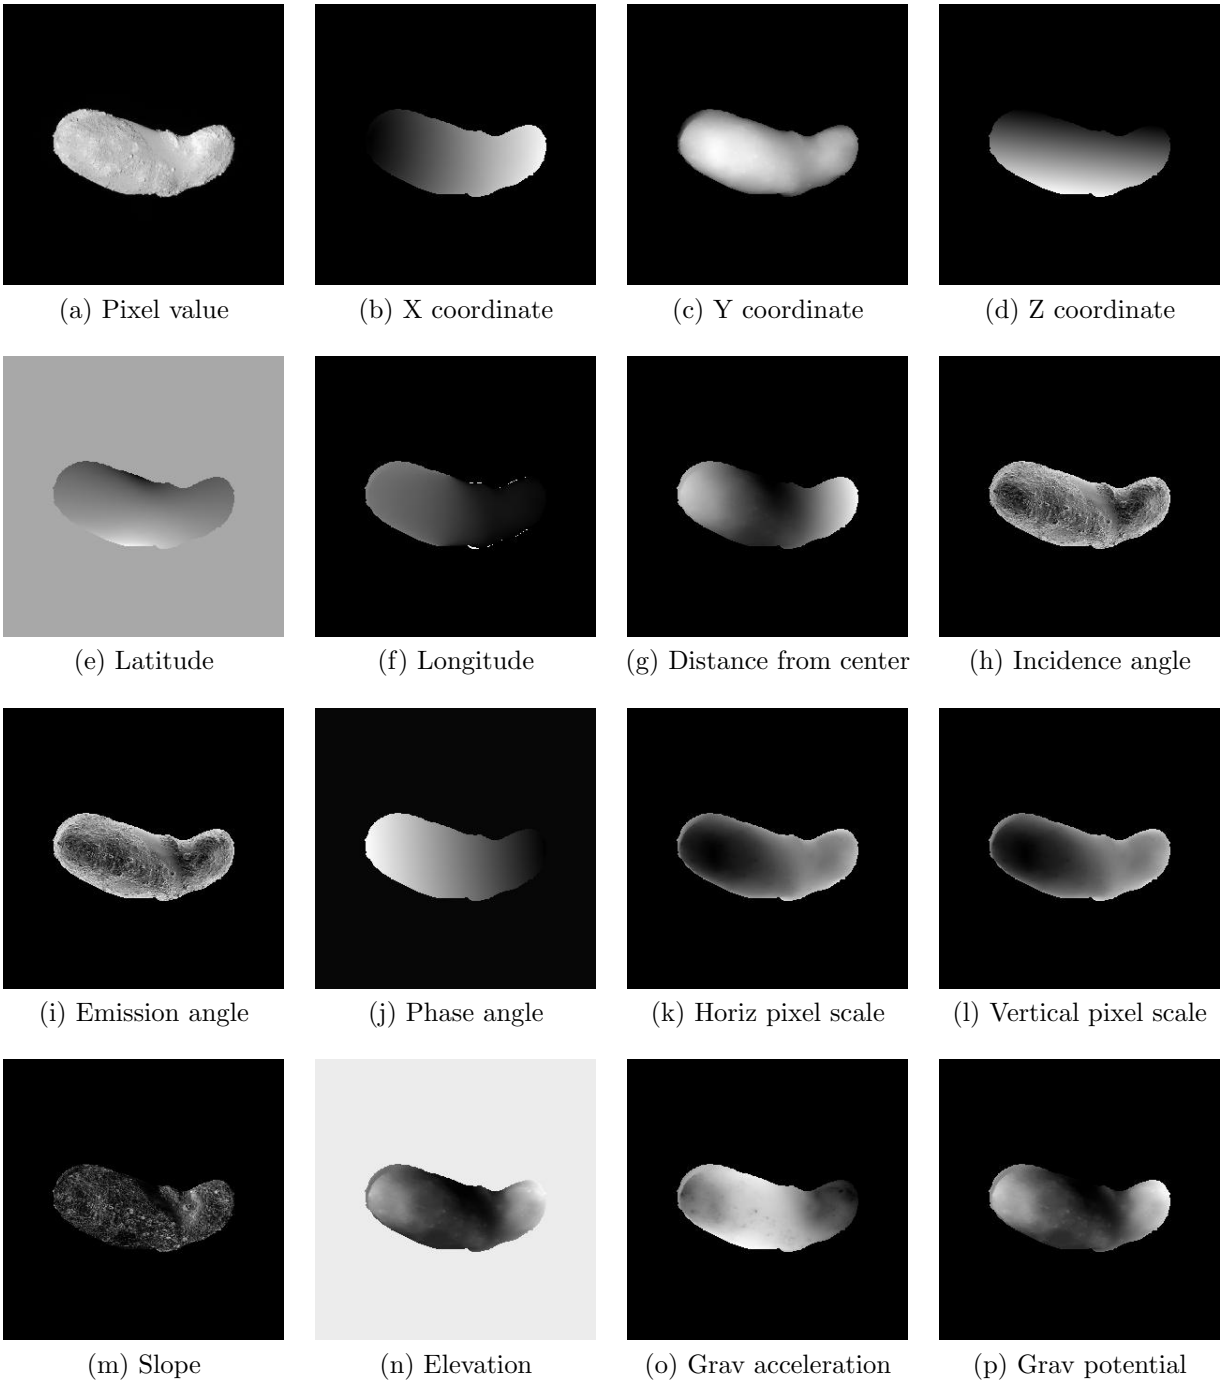 (a) Pixel value
(b) X coordinate
(c) Y coordinate
(d) Z coordinate
(e) Latitude
(f) Longitude
(g) Distance from center
(h) Incidence angle
(i) Emission angle
(j) Phase angle
(k) Horiz pixel scale
(l) Vertical pixel scale
(m) Slope
(n) Elevation
(o) Grav acceleration
(p) Grav potential